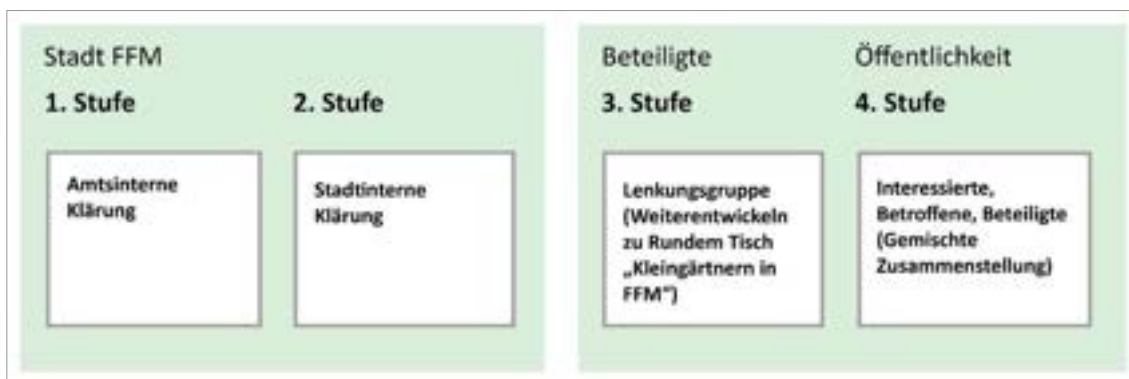 Stadt FFM
1. Stufe
2. Stufe
Amtsinterne
Klärung
Stadtinterne
Klärung
Beteiligte
3. Stufe
Öffentlichkeit
4. Stufe
Lenkungsgruppe
(Weiterentwickeln
zu Rundem Tisch
„Kleingärtnern in
FFM“)
Interessierte,
Betroffene, Beteiligte
(Gemischte
Zusammenstellung)